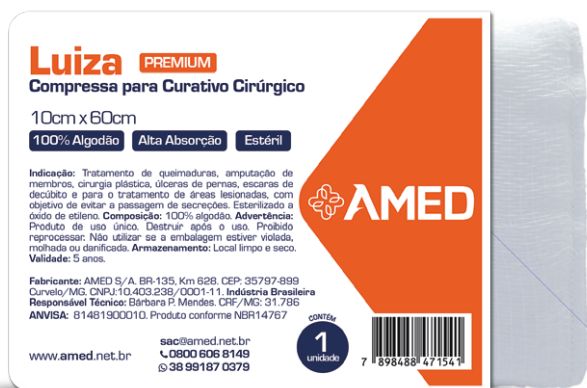 Luiza PREMIUM
Compressa para Curativo Cirúrgico
10cm x 60cm
100% Algodão Alta Absorção Estéril
Indicação: Tratamento de queimaduras, amputação de
membros, cirurgia plástica, úlceras de pernas, escaras de
decúbito e para o tratamento de áreas lesionadas, com
objetivo de evitar a passagem de secreções. Esterilizado a
óxido de etileno. Composição: 100% algodão. Advertência:
Produto de uso único. Destruir após o uso. Proibido
reprocessar. Não utilizar se a embalagem estiver violada,
molhada ou danificada. Armazenamento: Local limpo e seco.
Validade: 5 anos.
Fabricante: AMED S/A. BR-135, Km 628. CEP: 35797-899
Curvelo/MG. CNPJ:10.403.238/0001-11. Indústria Brasileira
Responsável Técnico: Bárbara P. Mendes. CRF/MG: 31.786
ANVISA: 81481900010. Produto conforme NBR14767
www.amed.net.br
sac@amed.net.br
0800 606 8149
38 99187 0379
AMED
CONTÉM
1
unidade
7 898488 471541